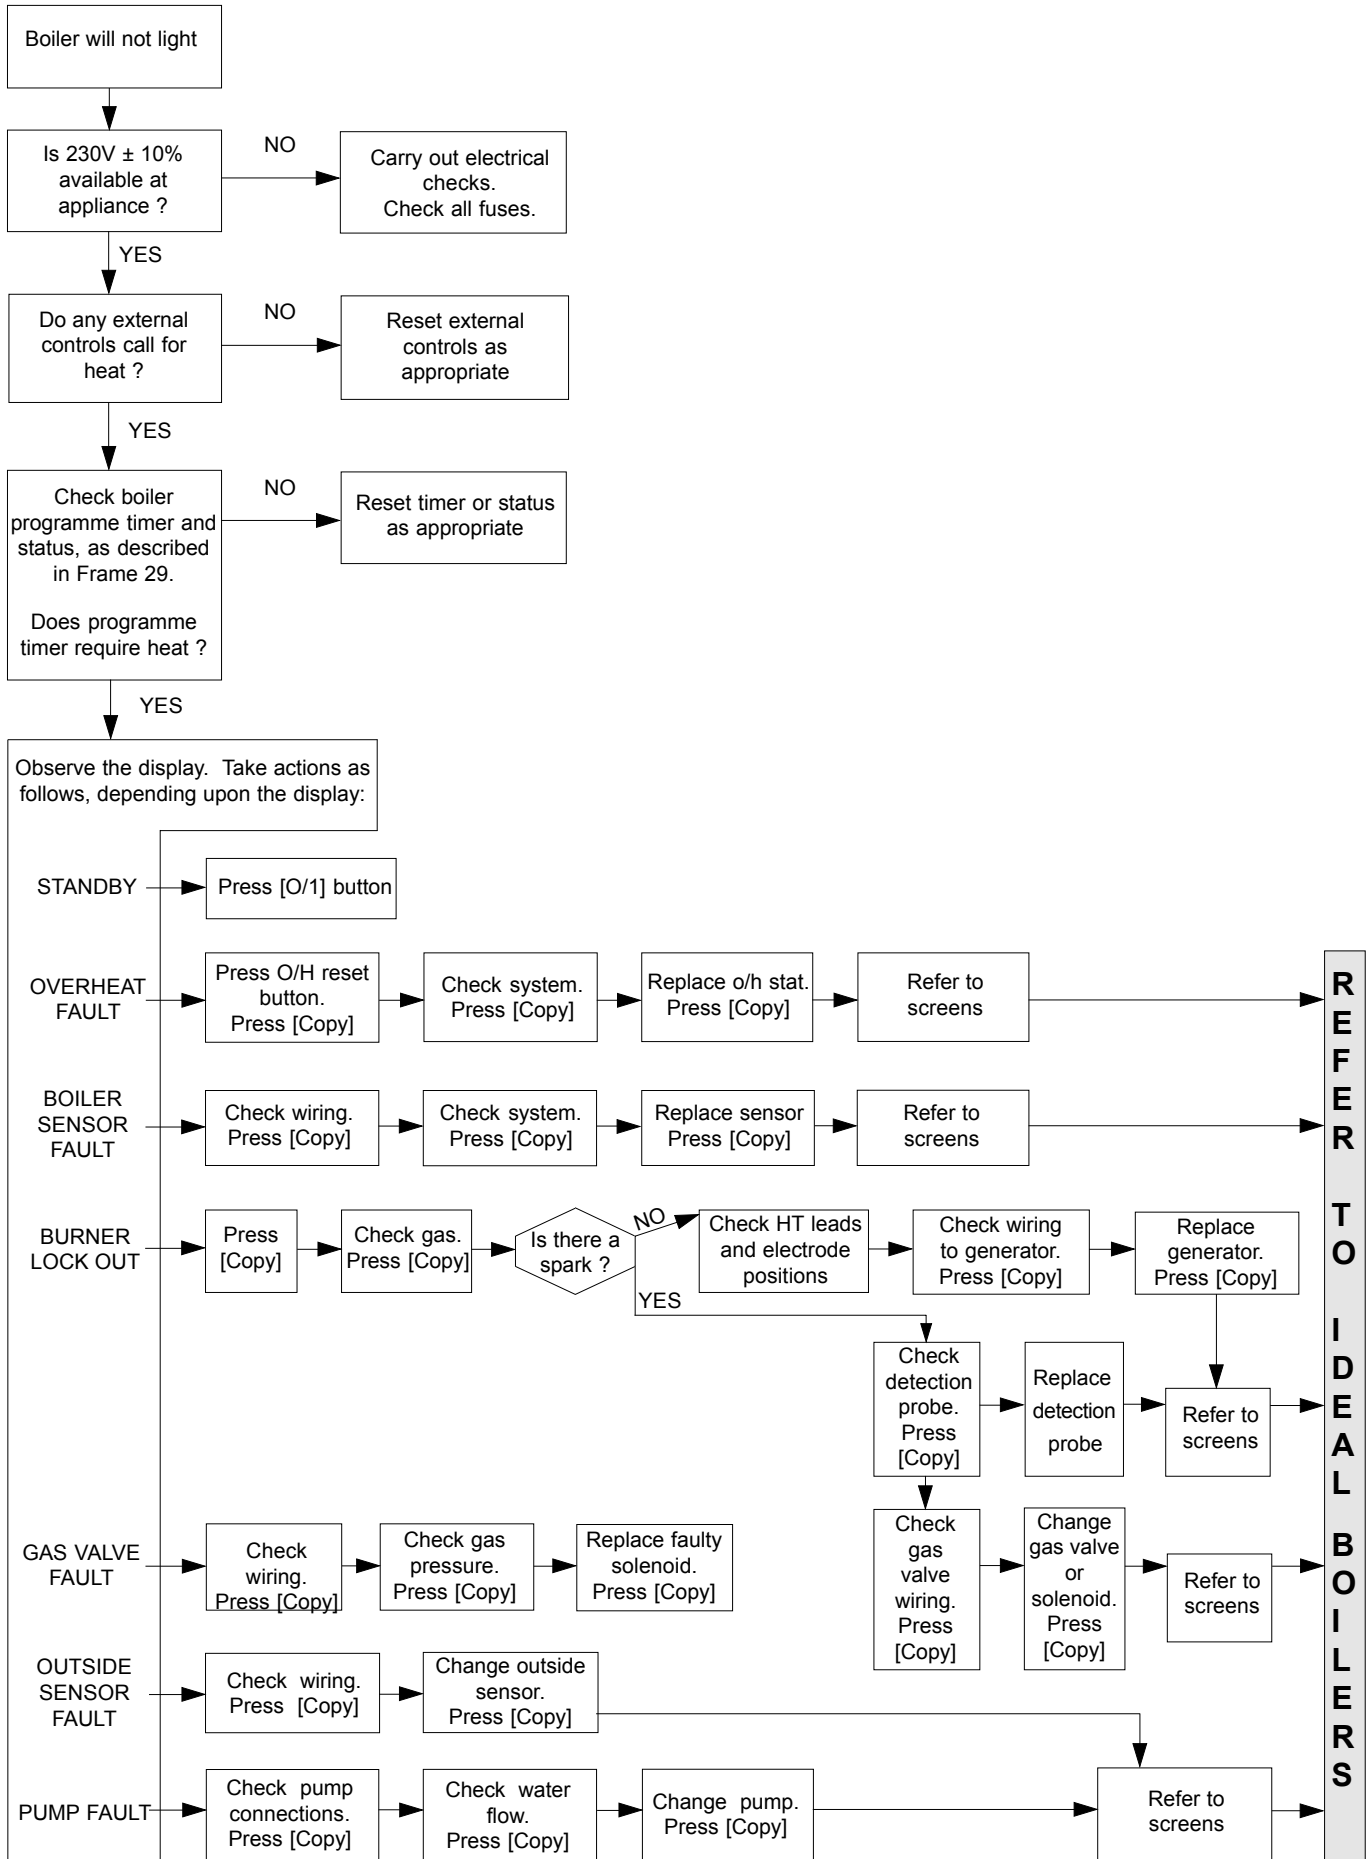 Boiler will not light
Is 230V ± 10%
available at
appliance ?
NO
Carry out electrical
checks.
Check all fuses.
YES
Do any external
controls call for
heat ?
NO
Reset external
controls as
appropriate
YES
Check boiler
programme timer and
status, as described
in Frame 29.
Does programme
timer require heat ?
NO
Reset timer or status
as appropriate
YES
Observe the display. Take actions as
follows, depending upon the display:
STANDBY
Press [O/1] button
OVERHEAT
FAULT
Press O/H reset
button.
Press [Copy]
Check system.
Press [Copy]
Replace o/h stat.
Press [Copy]
Refer to
screens
BOILER
SENSOR
FAULT
Check wiring.
Press [Copy]
Check system.
Press [Copy]
Replace sensor
Press [Copy]
Refer to
screens
BURNER
LOCK OUT
Press
[Copy]
Check gas.
Press [Copy]
Is there a
spark ?
NO
Check HT leads
and electrode
positions
Check wiring
to generator.
Press [Copy]
Replace
generator.
Press [Copy]
YES
Check
detection
probe.
Press
[Copy]
Replace
detection
probe
Refer to
screens
Check
gas
valve
wiring.
Press
[Copy]
Change
gas valve
or
solenoid.
Press
[Copy]
Refer to
screens
GAS VALVE
FAULT
Check
wiring.
Press [Copy]
Check gas
pressure.
Press [Copy]
Replace faulty
solenoid.
Press [Copy]
OUTSIDE
SENSOR
FAULT
Check wiring.
Press [Copy]
Change outside
sensor.
Press [Copy]
PUMP FAULT
Check pump
connections.
Press [Copy]
Check water
flow.
Press [Copy]
Change pump.
Press [Copy]
Refer to
screens
REFER TO IDEAL BOILERS